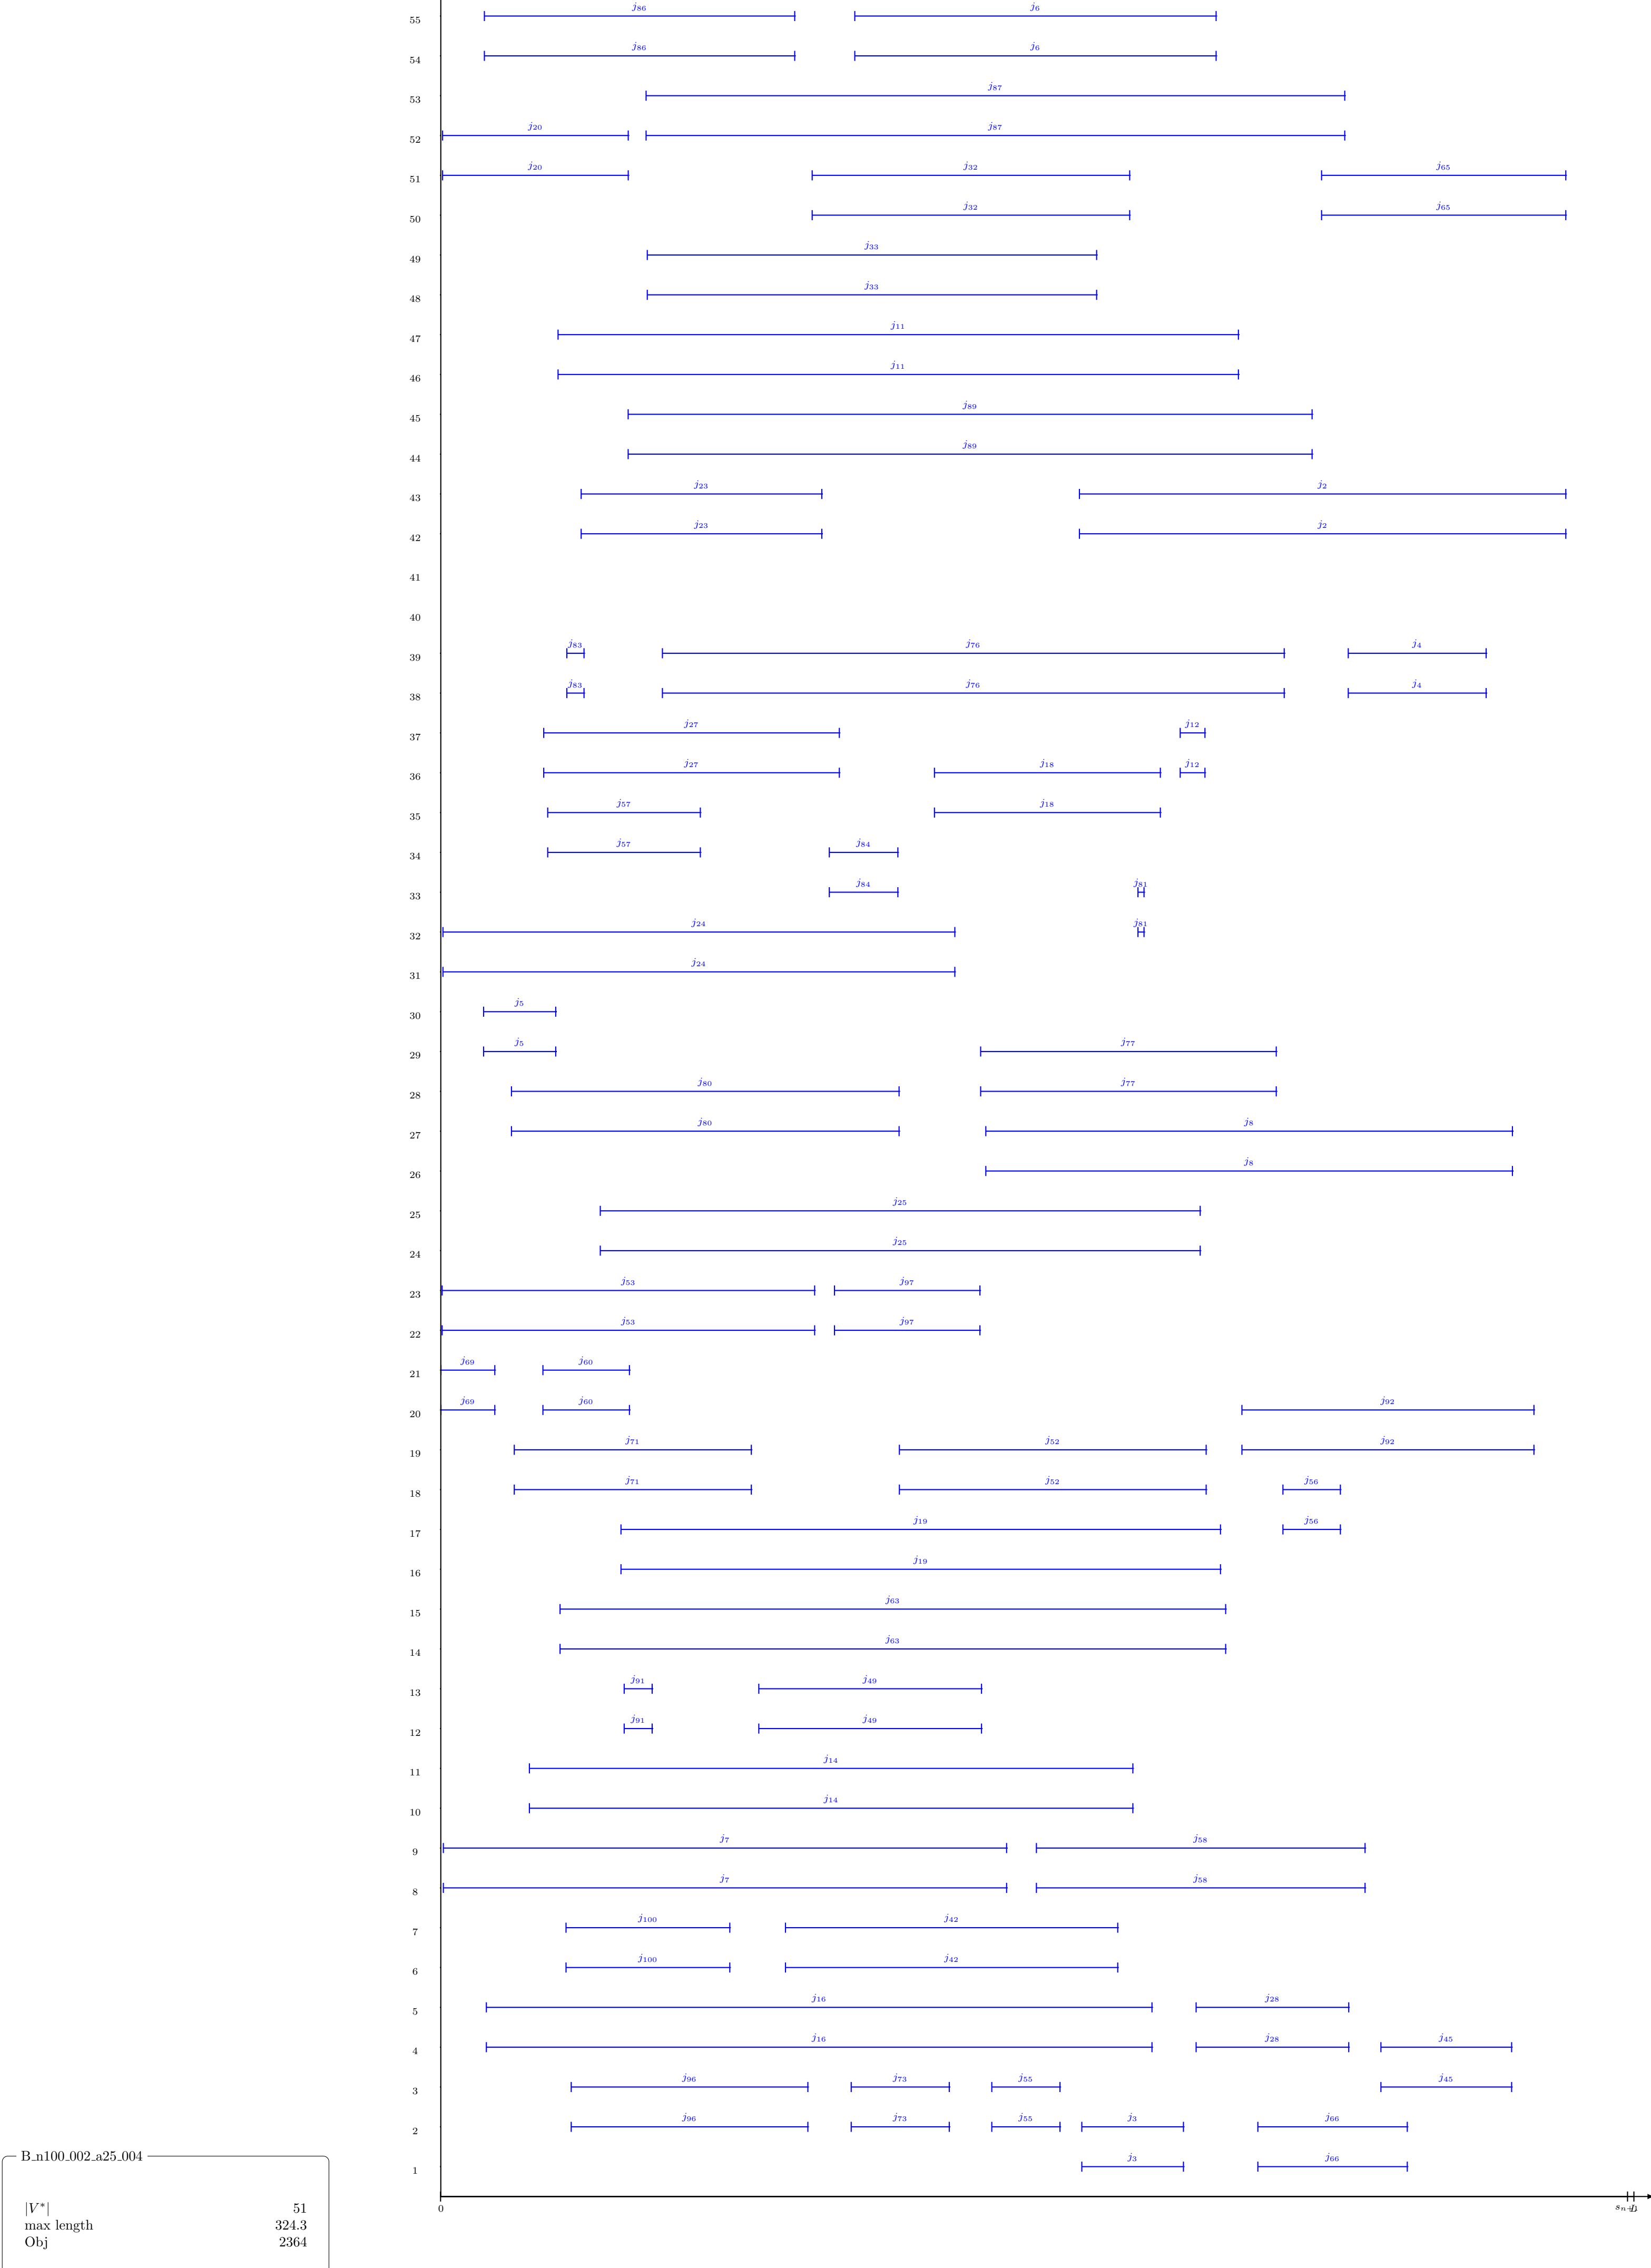 55 j86 j6
54 j86 j6
53 j87
52 j20 j87
51 j20 j32 j65
50 j32 j65
49 j33
48 j33
47 j11
46 j11
45 j89
44 j89
43 j23 j2
42 j23 j2
41
40
39 j83 j76 j4
38 j83 j76 j4
37 j27 j12
36 j27 j18 j12
35 j57 j18
34 j57 j84
33 j84 j81
32 j24 j81
31 j24
30 j5
29 j5 j77
28 j80 j77
27 j80 j8
26 j8
25 j25
24 j25
23 j53 j97
22 j53 j97
21 j69 j60
20 j69 j60 j92
19 j71 j52 j92
18 j71 j52 j56
17 j19 j56
16 j19
15 j63
14 j63
13 j91 j49
12 j91 j49
11 j14
10 j14
9 j7 j58
8 j7 j58
7 j100 j42
6 j100 j42
5 j16 j28
4 j16 j28 j45
3 j96 j73 j55 j45
2 j96 j73 j55 j3 j66
1 j3 j66
0
B_n100_002_a25_004
|V*| 51
max length 324.3
Obj 2364